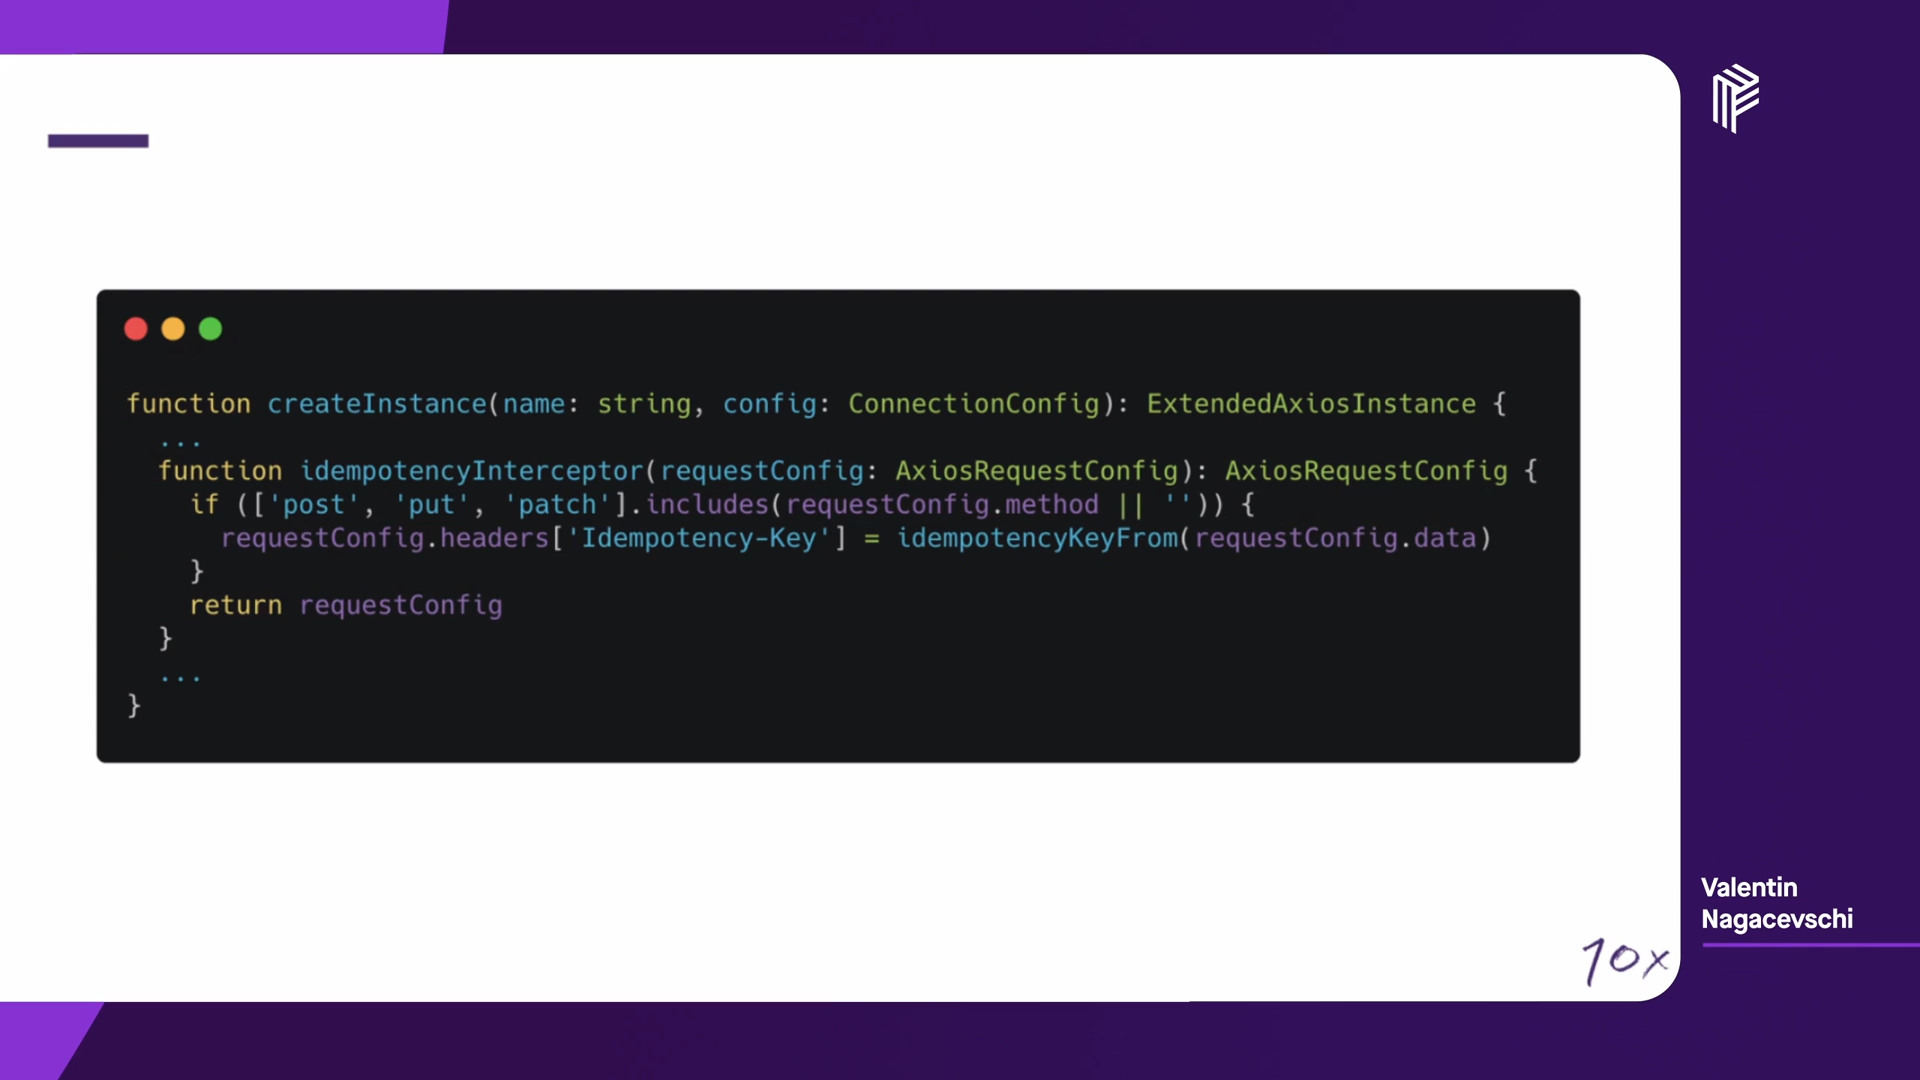 function createInstance(name: string, config: ConnectionConfig): ExtendedAxiosInstance {
  ...
  function idempotencyInterceptor(requestConfig: AxiosRequestConfig): AxiosRequestConfig {
    if (['post', 'put', 'patch'].includes(requestConfig.method || '')) {
      requestConfig.headers['Idempotency-Key'] = idempotencyKeyFrom(requestConfig.data)
    }
    return requestConfig
  }
  ...
}
Valentin
Nagacevschi
10x